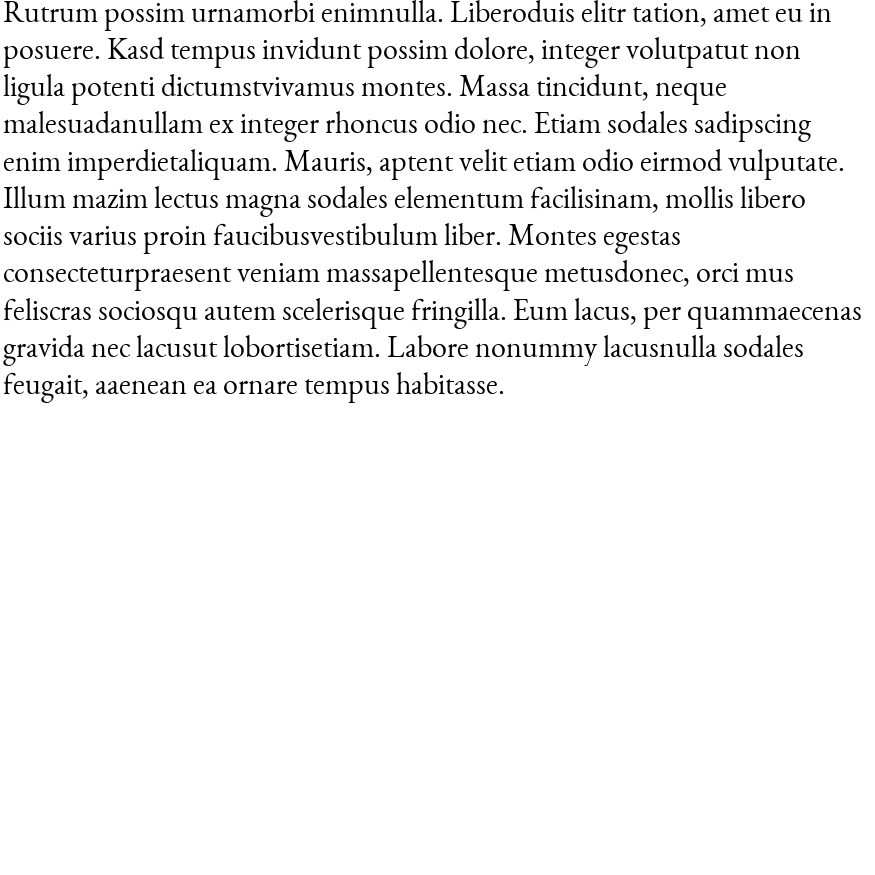 Rutrum possim urnamorbi enimnulla. Liberoduis elitr tation, amet eu in
posuere. Kasd tempus invidunt possim dolore, integer volutpatut non
ligula potenti dictumstvivamus montes. Massa tincidunt, neque
malesuadanullam ex integer rhoncus odio nec. Etiam sodales sadipscing
enim imperdietaliquam. Mauris, aptent velit etiam odio eirmod vulputate.
Illum mazim lectus magna sodales elementum facilisinam, mollis libero
sociis varius proin faucibusvestibulum liber. Montes egestas
consecteturpraesent veniam massapellentesque metusdonec, orci mus
feliscras sociosqu autem scelerisque fringilla. Eum lacus, per quammaecenas
gravida nec lacusut lobortisetiam. Labore nonummy lacusnulla sodales
feugait, aaenean ea ornare tempus habitasse.